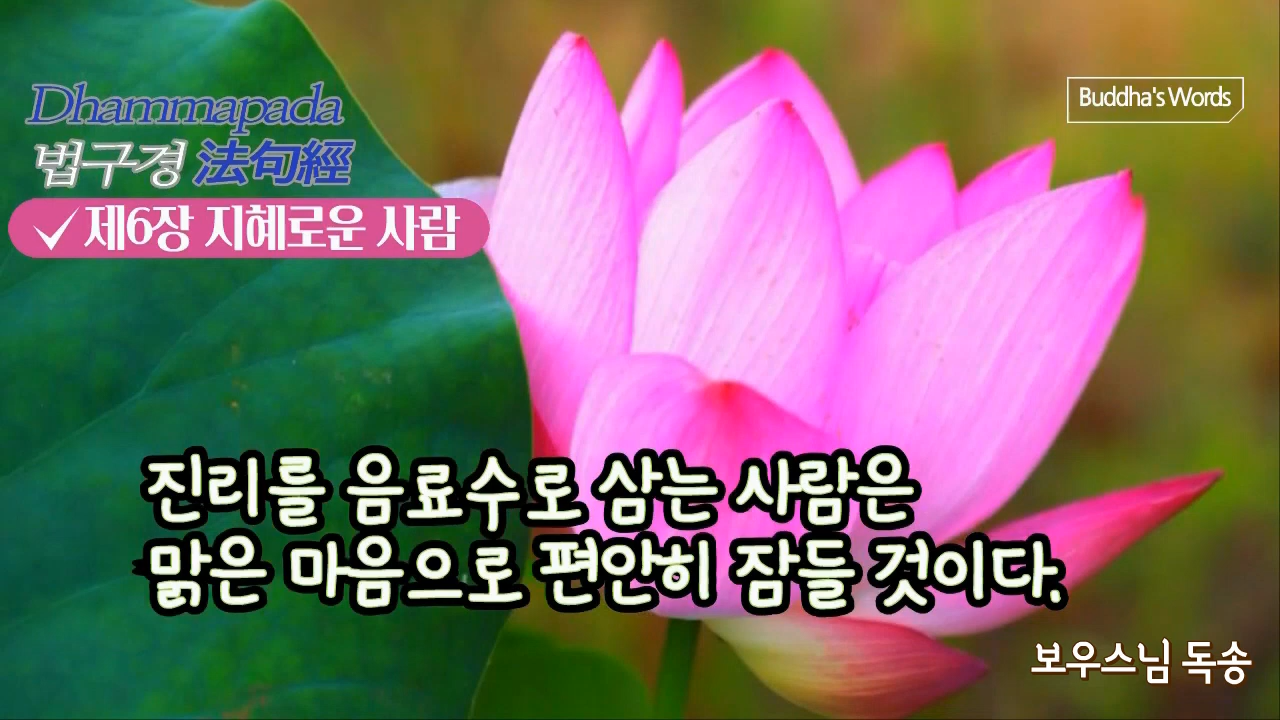 Dhammapada
법구경 法句經
제6장 지혜로운 사람
Buddha's Words
진리를 음료수로 삼는 사람은
맑은 마음으로 편안히 잠들 것이다.
보우스님 독송